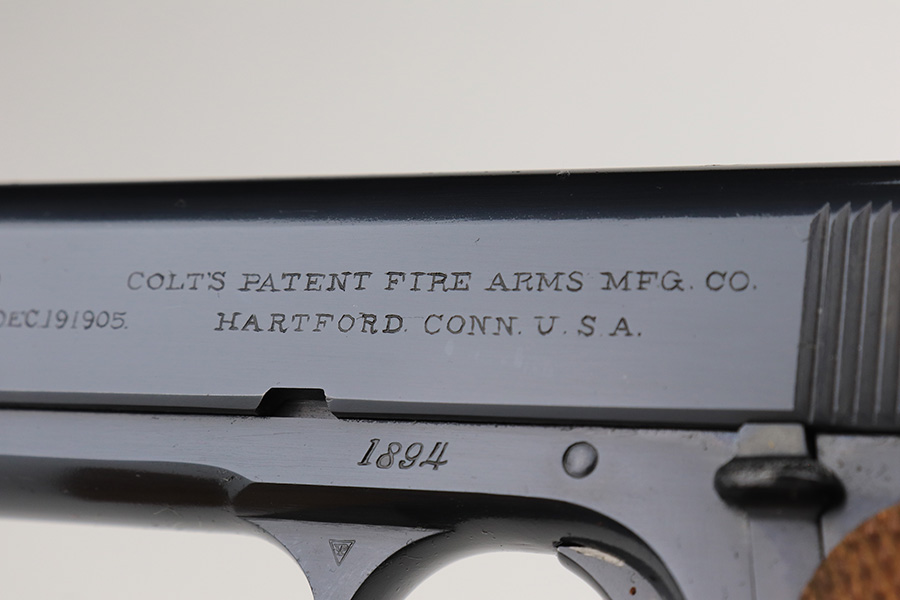 COLT'S PATENT FIRE ARMS MFG. CO.
DEC.19,1905. HARTFORD. CONN. U.S.A.
1894